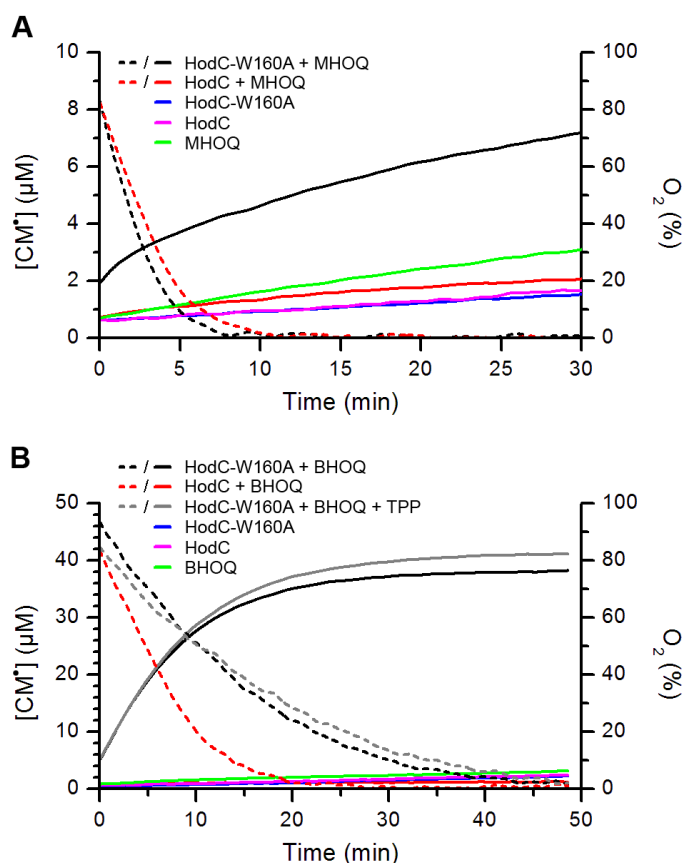 A
10
8
6
4
2
0
[CM•] (µM)
/ HodC-W160A + MHOQ
/ HodC + MHOQ
HodC-W160A
HodC
MHOQ
100
80
60
40
20
0
O2 (%)
0 5 10 15 20 25 30
Time (min)
B
50
40
30
20
10
0
[CM•] (µM)
/ HodC-W160A + BHOQ
/ HodC + BHOQ
/ HodC-W160A + BHOQ + TPP
HodC-W160A
HodC
BHOQ
100
80
60
40
20
0
O2 (%)
0 10 20 30 40 50
Time (min)